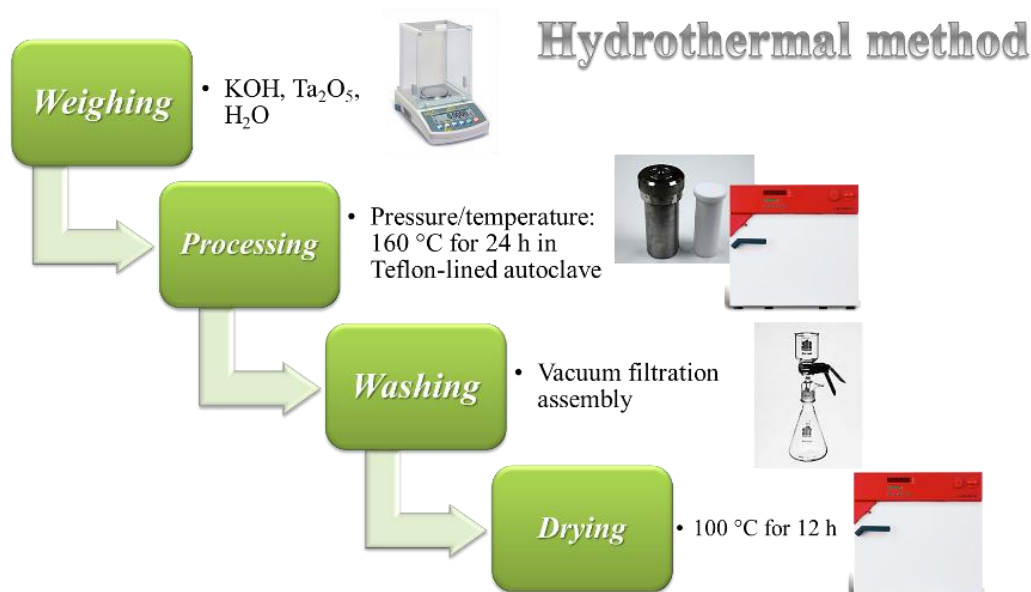 Hydrothermal method
Weighing
• KOH, Ta₂O₅,
H₂O
Processing
• Pressure/temperature:
160 °C for 24 h in
Teflon-lined autoclave
Washing
• Vacuum filtration
assembly
Drying
• 100 °C for 12 h